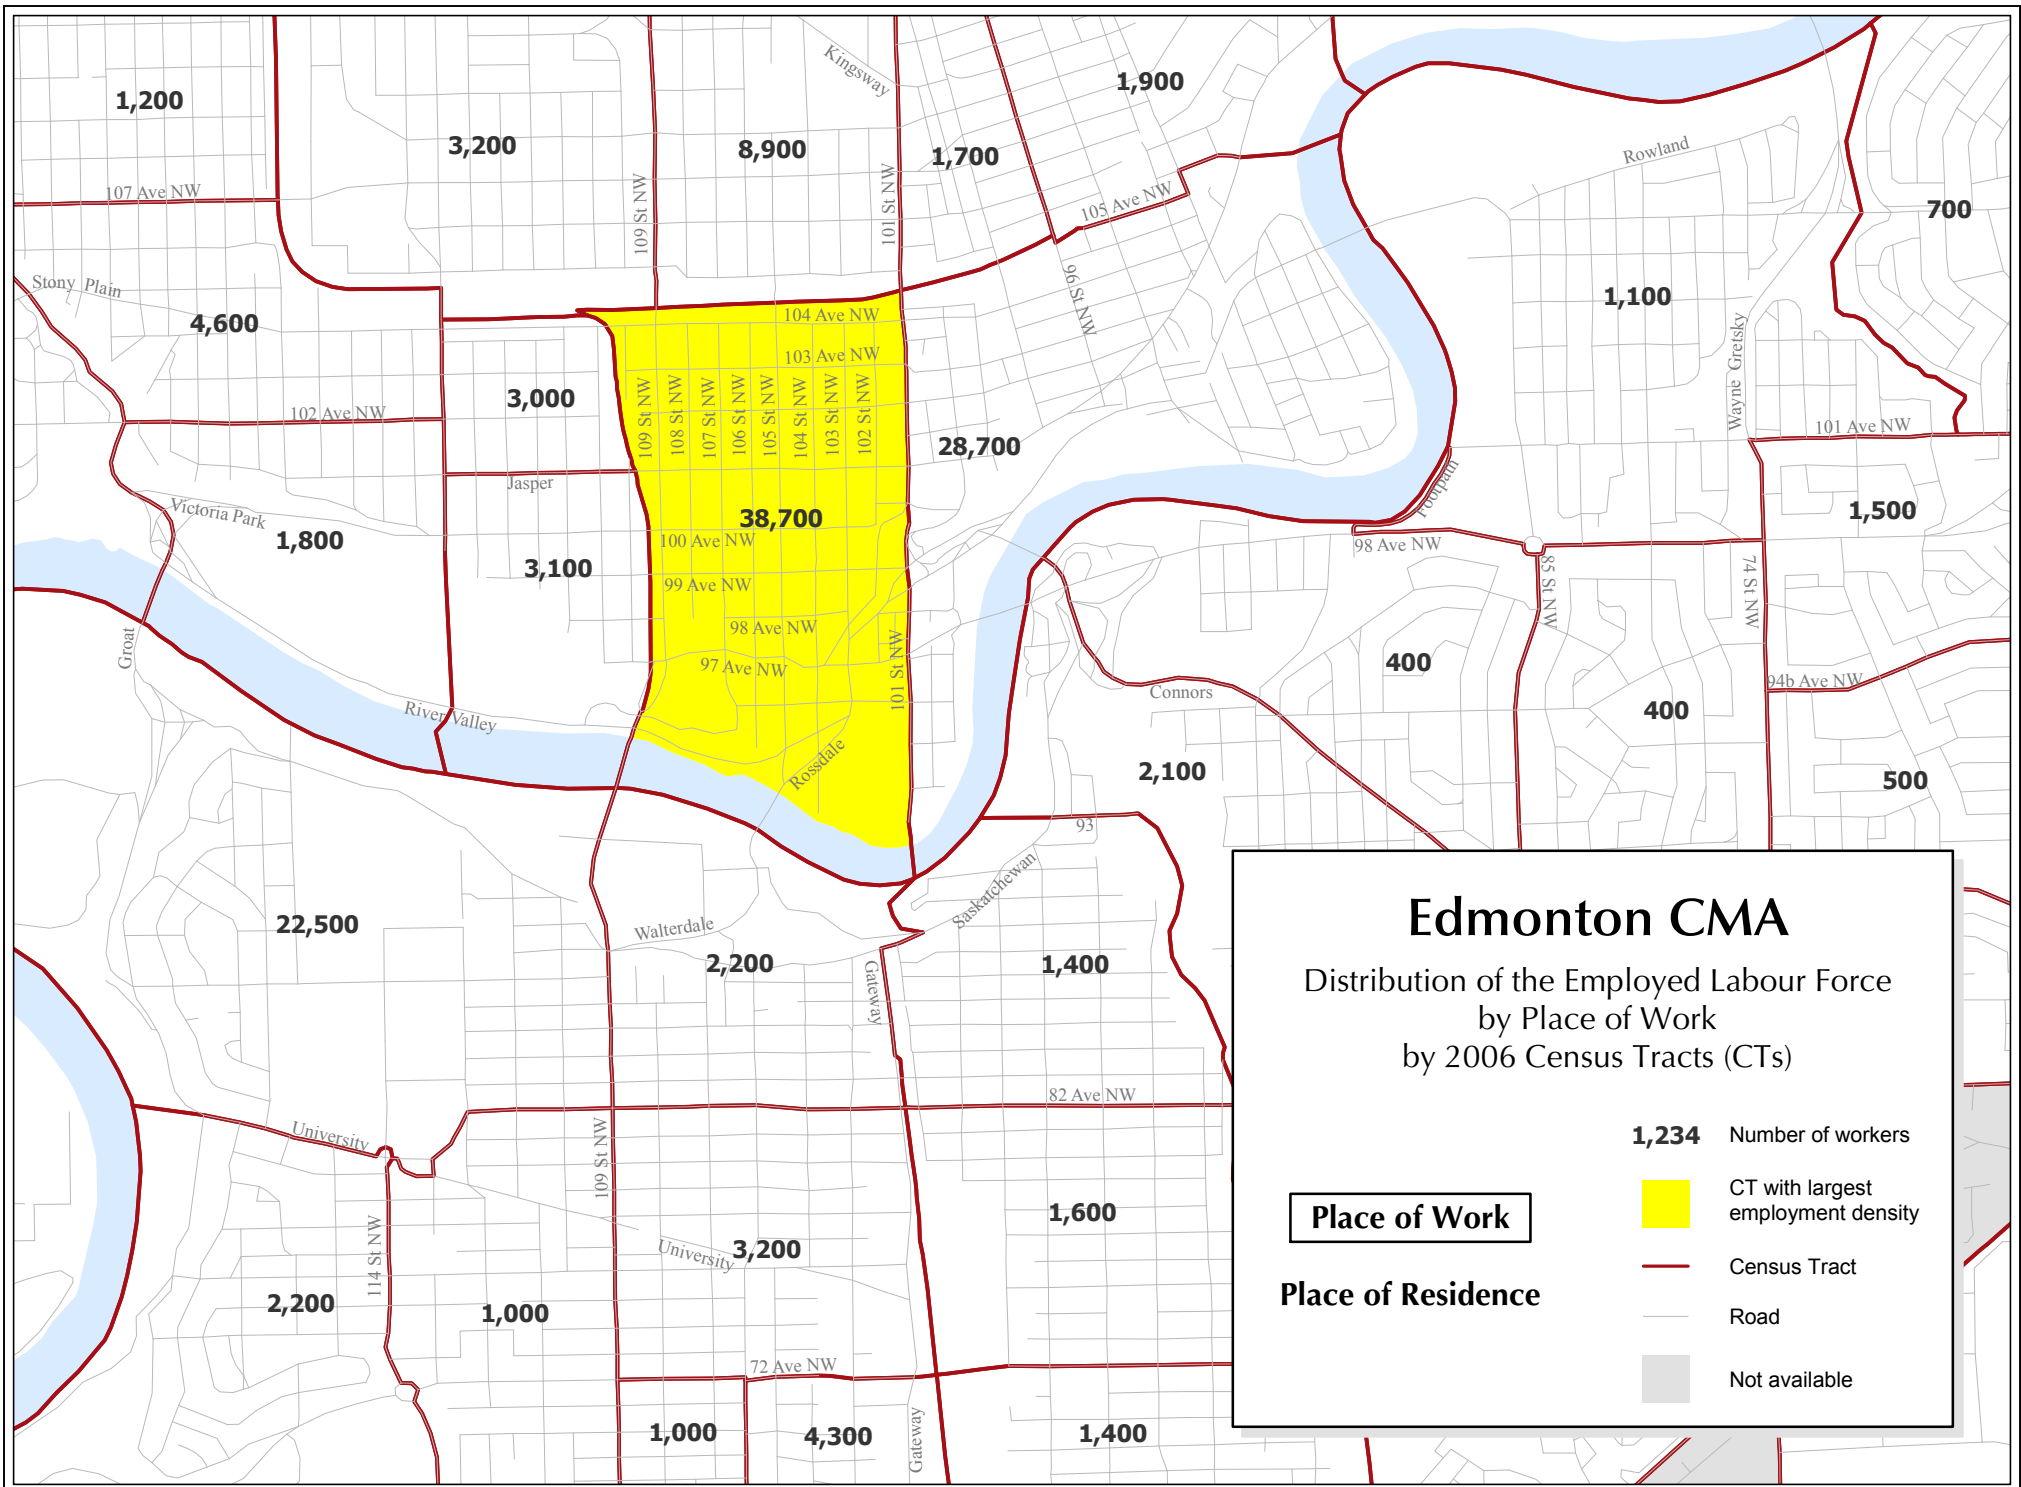 Kingsway
1,900
1,200
3,200
8,900
1,700
Rowland
107 Ave NW
109 St NW
101 St NW
105 Ave NW
700
Stony Plain
96 St NW
1,100
4,600
104 Ave NW
103 Ave NW
Wayne Gretsky
3,000
102 Ave NW
109 St NW
108 St NW
107 St NW
106 St NW
105 St NW
104 St NW
103 St NW
102 St NW
28,700
101 Ave NW
Jasper
Footpath
Victoria Park
1,800
38,700
1,500
100 Ave NW
98 Ave NW
3,100
99 Ave NW
85 St NW
74 St NW
98 Ave NW
Groat
97 Ave NW
101 St NW
400
Connors
94b Ave NW
River Valley
400
Rossdale
2,100
500
93
Saskatchewan
22,500
Walterdale
2,200
Gateway
1,400
82 Ave NW
University
109 St NW
114 St NW
1,600
University
3,200
2,200
1,000
72 Ave NW
1,000
4,300
Gateway
1,400
Edmonton CMA
Distribution of the Employed Labour Force
by Place of Work
by 2006 Census Tracts (CTs)
1,234 Number of workers
CT with largest
employment density
Place of Work
Census Tract
Place of Residence
Road
Not available